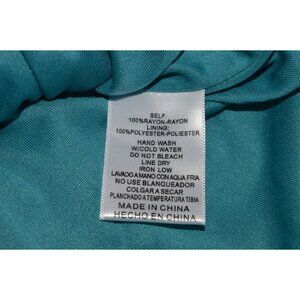 SELF:
100%RAYON-RAYON
LINING:
100%POLYESTER-POLIESTER
HAND WASH
W/COLD WATER
DO NOT BLEACH
LINE DRY
IRON LOW
LAVADO A MANO CON AQUA FRIA
NO USE BLANQUEADOR
COLGAR A SECAR
PLANCHADO A TEMPERATURA TIBIA
MADE IN CHINA
HECHO EN CHINA